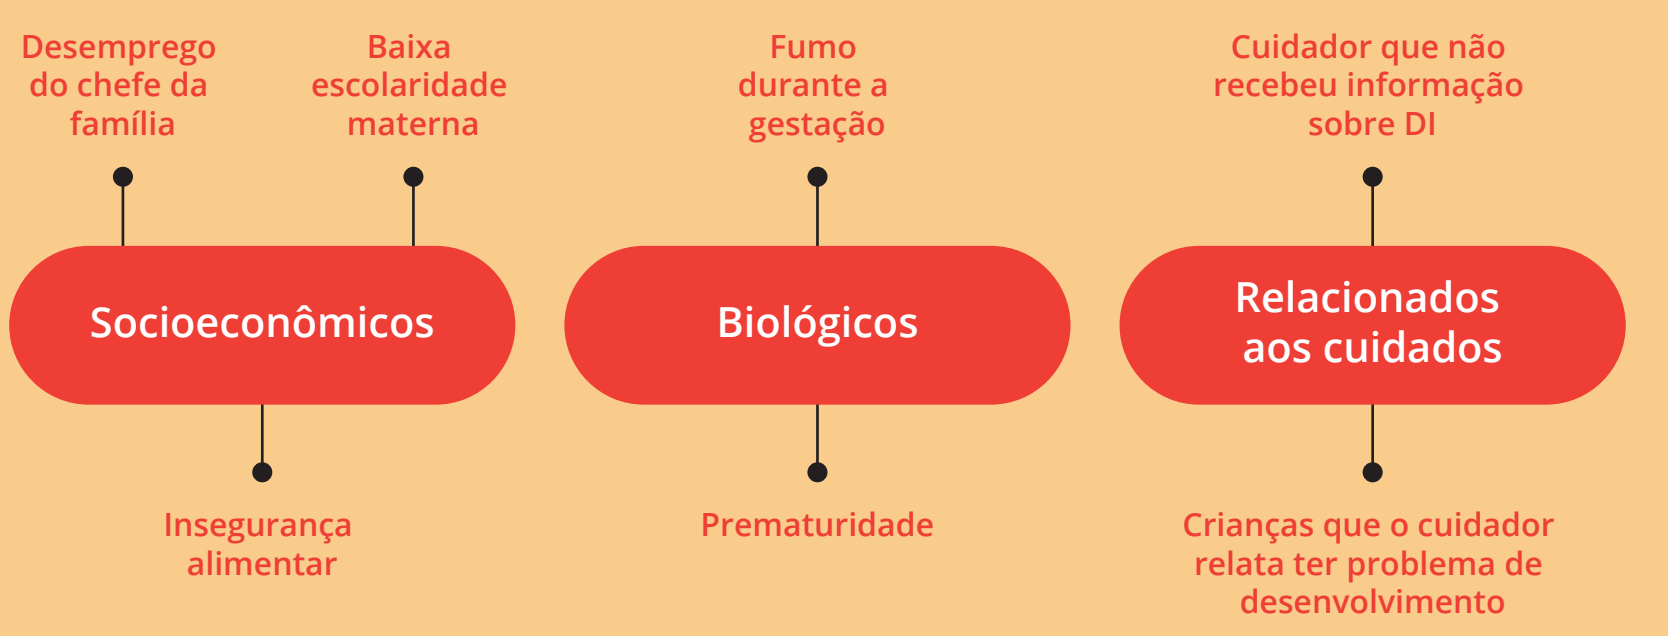 Desemprego
do chefe da
família
Baixa
escolaridade
materna
Fumo
durante a
gestação
Cuidador que não
recebeu informação
sobre DI
Socioeconômicos
Biológicos
Relacionados
aos cuidados
Insegurança
alimentar
Prematuridade
Crianças que o cuidador
relata ter problema de
desenvolvimento